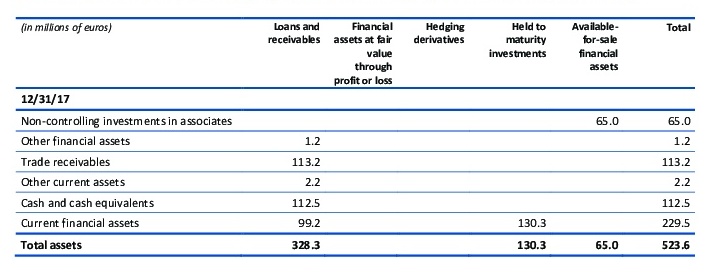 (in millions of euros) Loans and receivables Financial assets at fair value through profit or loss Hedging derivatives Held to maturity investments Available-for-sale financial assets Total
12/31/17
Non-controlling investments in associates 65.0 65.0
Other financial assets 1.2 1.2
Trade receivables 113.2 113.2
Other current assets 2.2 2.2
Cash and cash equivalents 112.5 112.5
Current financial assets 99.2 130.3 229.5
Total assets 328.3 130.3 65.0 523.6